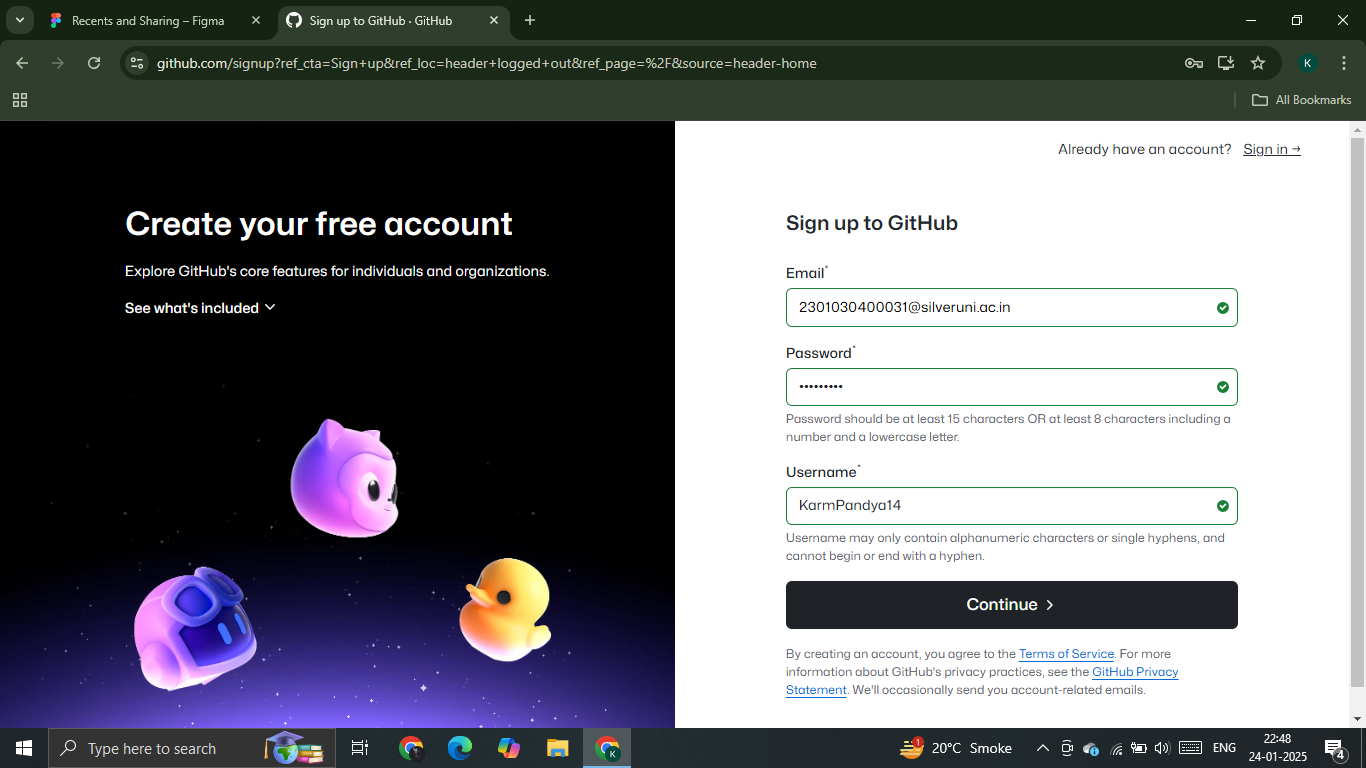 Recents and Sharing – Figma
Sign up to GitHub · GitHub
github.com/signup?ref_cta=Sign+up&ref_loc=header+logged+out&ref_page=%2F&source=header-home
K
All Bookmarks
Already have an account? Sign in →
Create your free account
Explore GitHub's core features for individuals and organizations.
See what's included
Sign up to GitHub
Email*
2301030400031@silveruni.ac.in
Password*
•••••••••
Password should be at least 15 characters OR at least 8 characters including a
number and a lowercase letter.
Username*
KarmPandya14
Username may only contain alphanumeric characters or single hyphens, and
cannot begin or end with a hyphen.
Continue
By creating an account, you agree to the Terms of Service. For more
information about GitHub's privacy practices, see the GitHub Privacy
Statement. We'll occasionally send you account-related emails.
Type here to search
K
1
20°C Smoke
ENG
22:48
24-01-2025
4